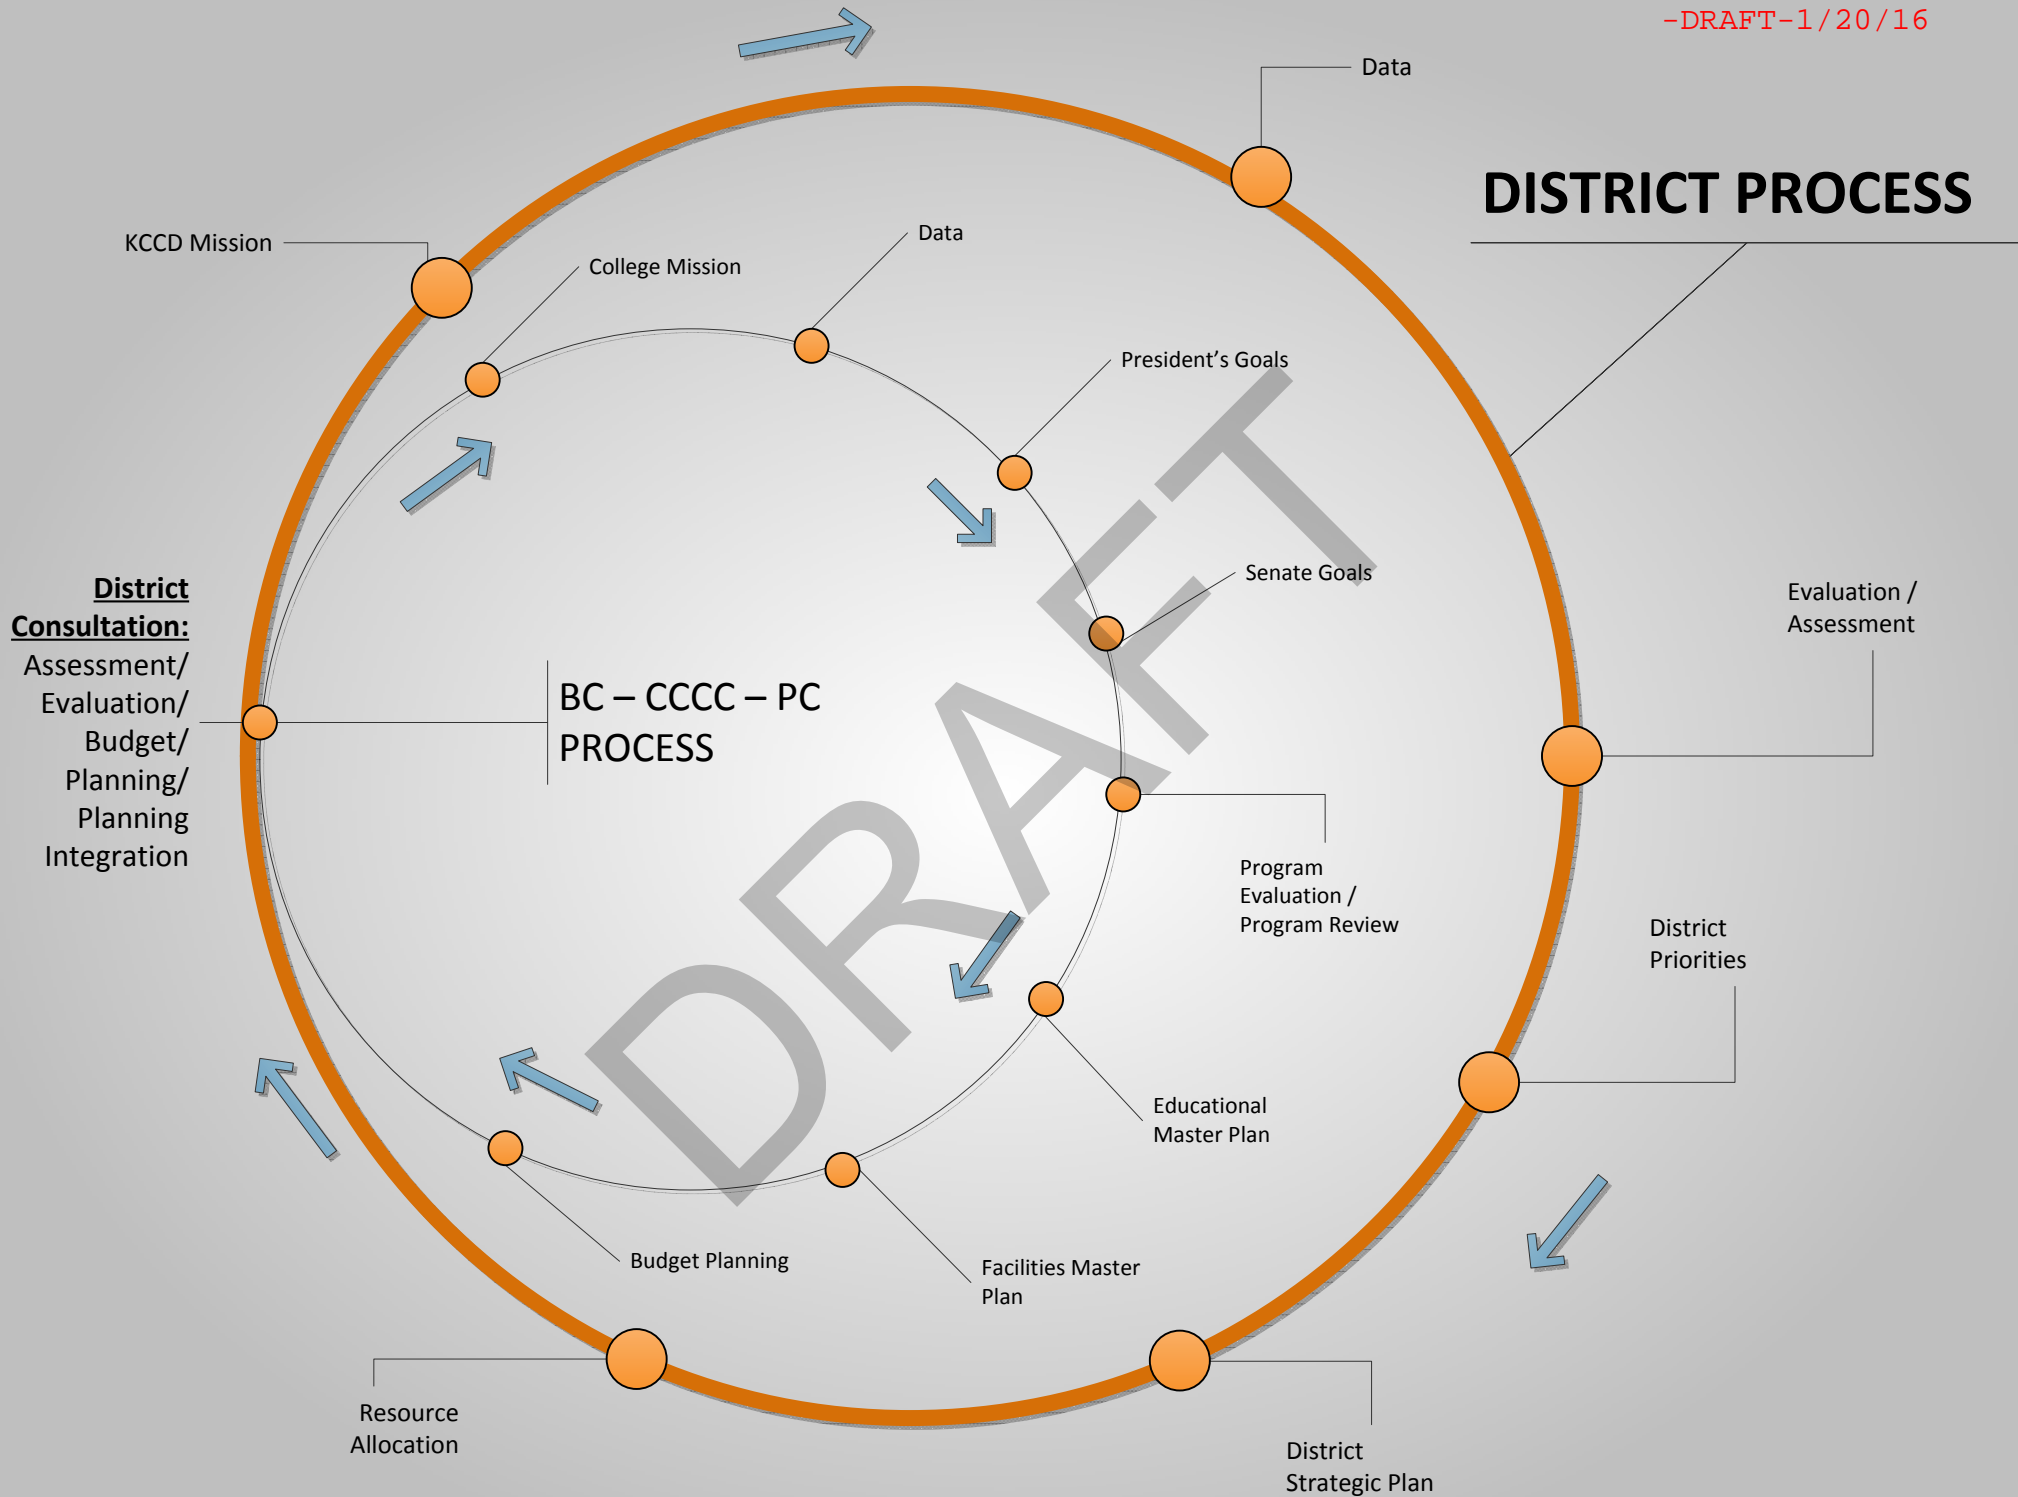 -DRAFT-1/20/16
Data
DISTRICT PROCESS
KCCD Mission
Data
College Mission
President’s Goals
Senate Goals
District
Consultation:
Assessment/
Evaluation/
Budget/
Planning/
Planning
Integration
Evaluation /
Assessment
BC – CCCC – PC
PROCESS
DRAFT
Program
Evaluation /
Program Review
District
Priorities
Educational
Master Plan
Budget Planning
Facilities Master
Plan
Resource
Allocation
District
Strategic Plan